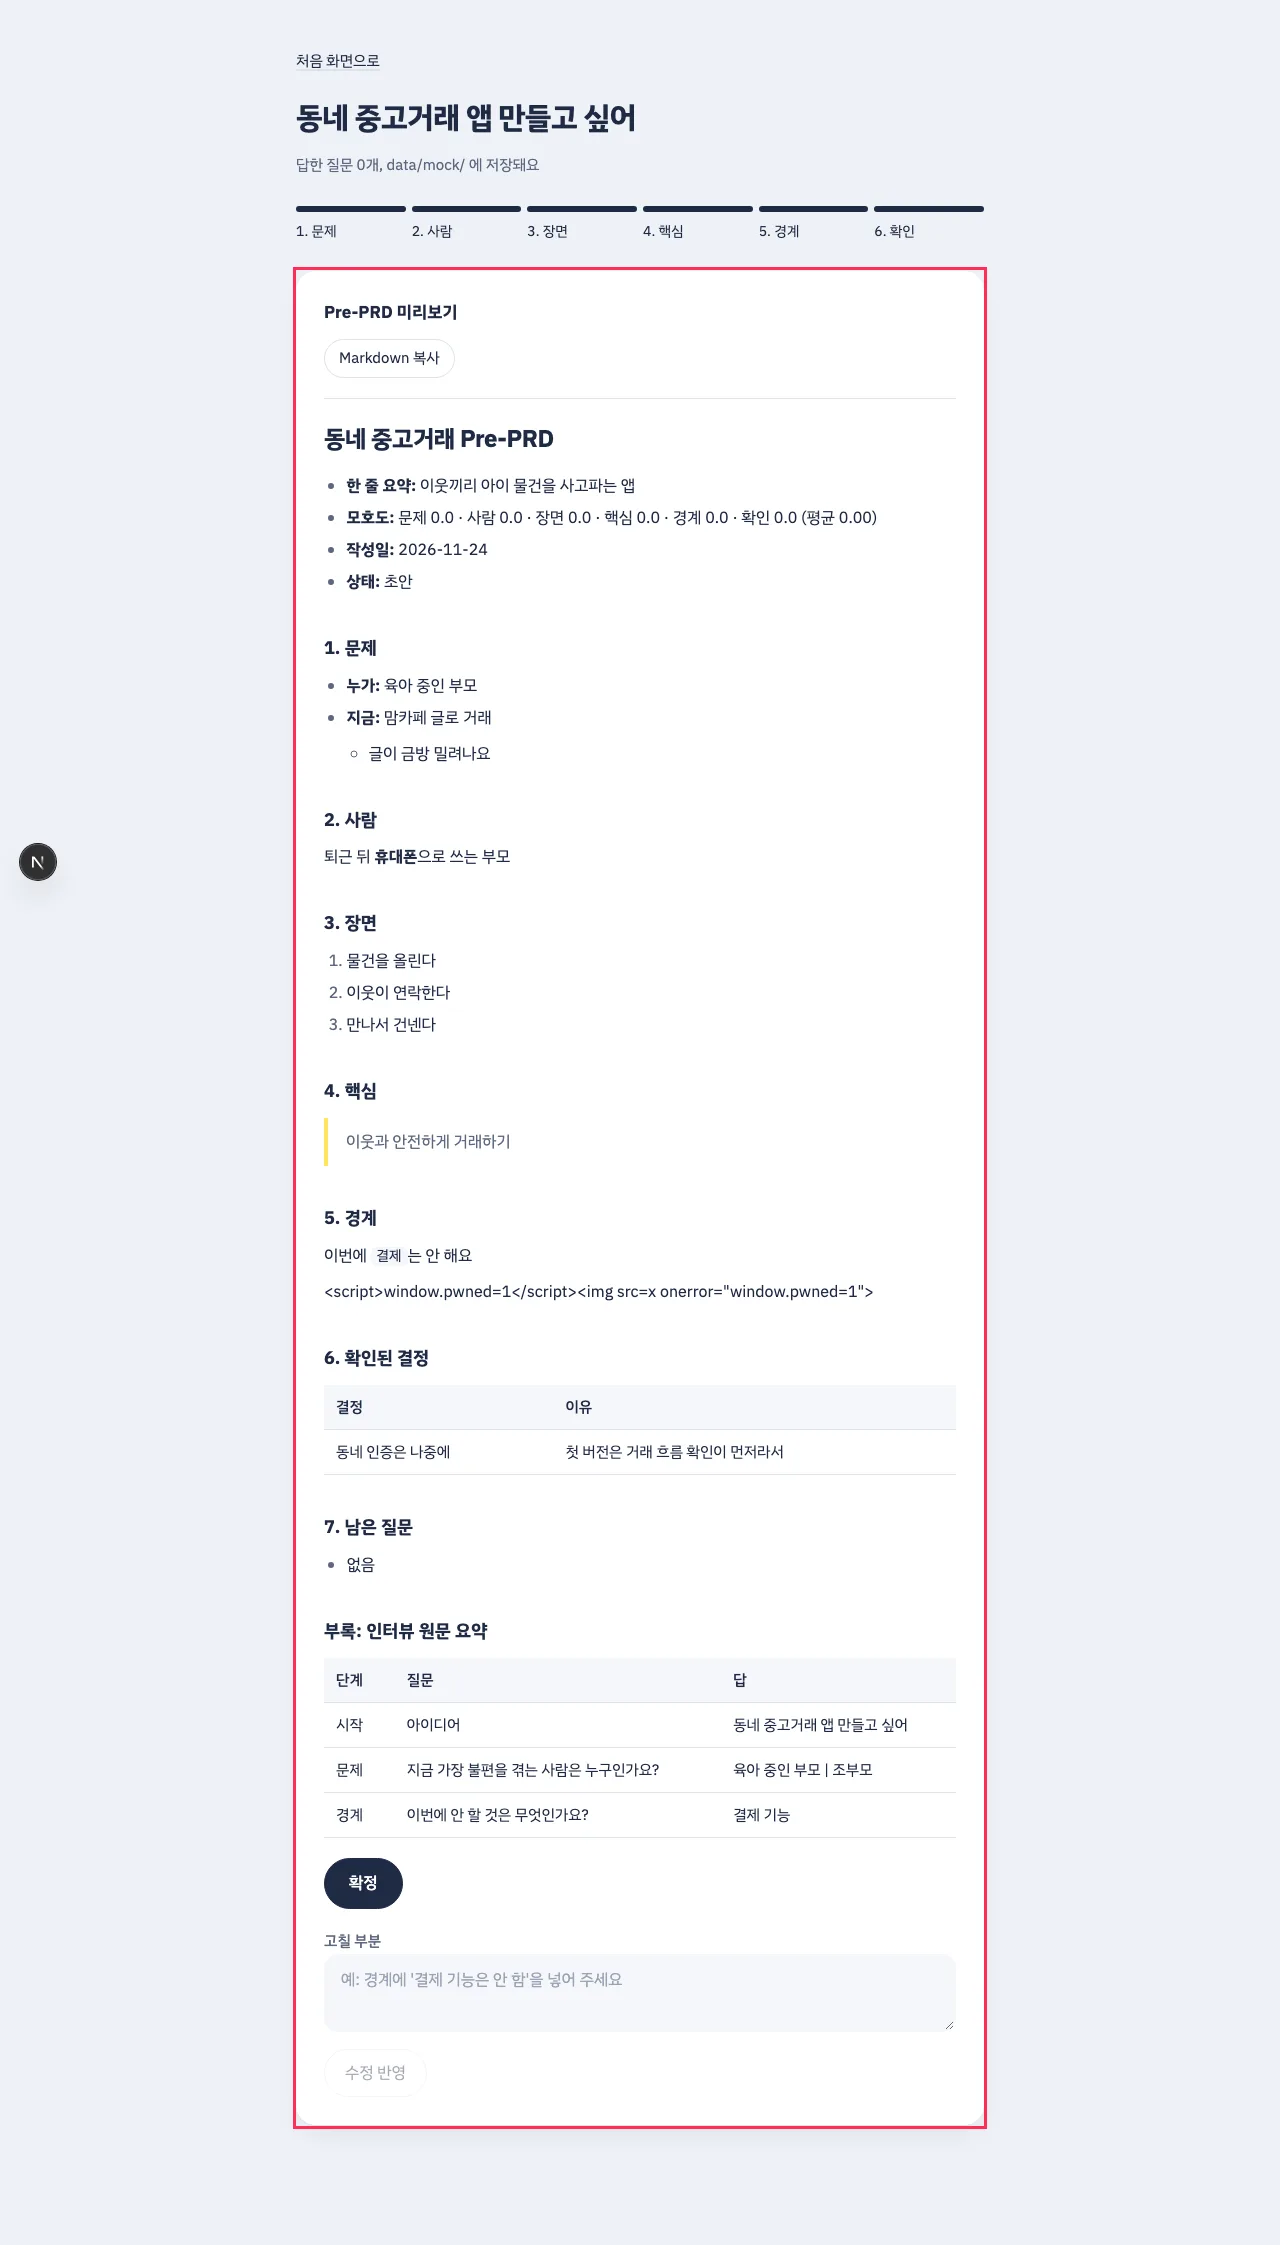 처음 화면으로
동네 중고거래 앱 만들고 싶어
답한 질문 0개, data/mock/ 에 저장돼요
1. 문제 2. 사람 3. 장면 4. 핵심 5. 경계 6. 확인
Pre-PRD 미리보기
Markdown 복사
동네 중고거래 Pre-PRD
• 한 줄 요약: 이웃끼리 아이 물건을 사고파는 앱
• 모호도: 문제 0.0 · 사람 0.0 · 장면 0.0 · 핵심 0.0 · 경계 0.0 · 확인 0.0 (평균 0.00)
• 작성일: 2026-11-24
• 상태: 초안
1. 문제
• 누가: 육아 중인 부모
• 지금: 맘카페 글로 거래
◦ 글이 금방 밀려나요
2. 사람
퇴근 뒤 휴대폰으로 쓰는 부모
N
3. 장면
1. 물건을 올린다
2. 이웃이 연락한다
3. 만나서 건넨다
4. 핵심
이웃과 안전하게 거래하기
5. 경계
이번에 결제 는 안 해요
<script>window.pwned=1</script><img src=x onerror="window.pwned=1">
6. 확인된 결정
결정 이유
동네 인증은 나중에 첫 버전은 거래 흐름 확인이 먼저라서
7. 남은 질문
• 없음
부록: 인터뷰 원문 요약
단계 질문 답
시작 아이디어 동네 중고거래 앱 만들고 싶어
문제 지금 가장 불편을 겪는 사람은 누구인가요? 육아 중인 부모 | 조부모
경계 이번에 안 할 것은 무엇인가요? 결제 기능
확정
고칠 부분
예: 경계에 '결제 기능은 안 함'을 넣어 주세요
수정 반영